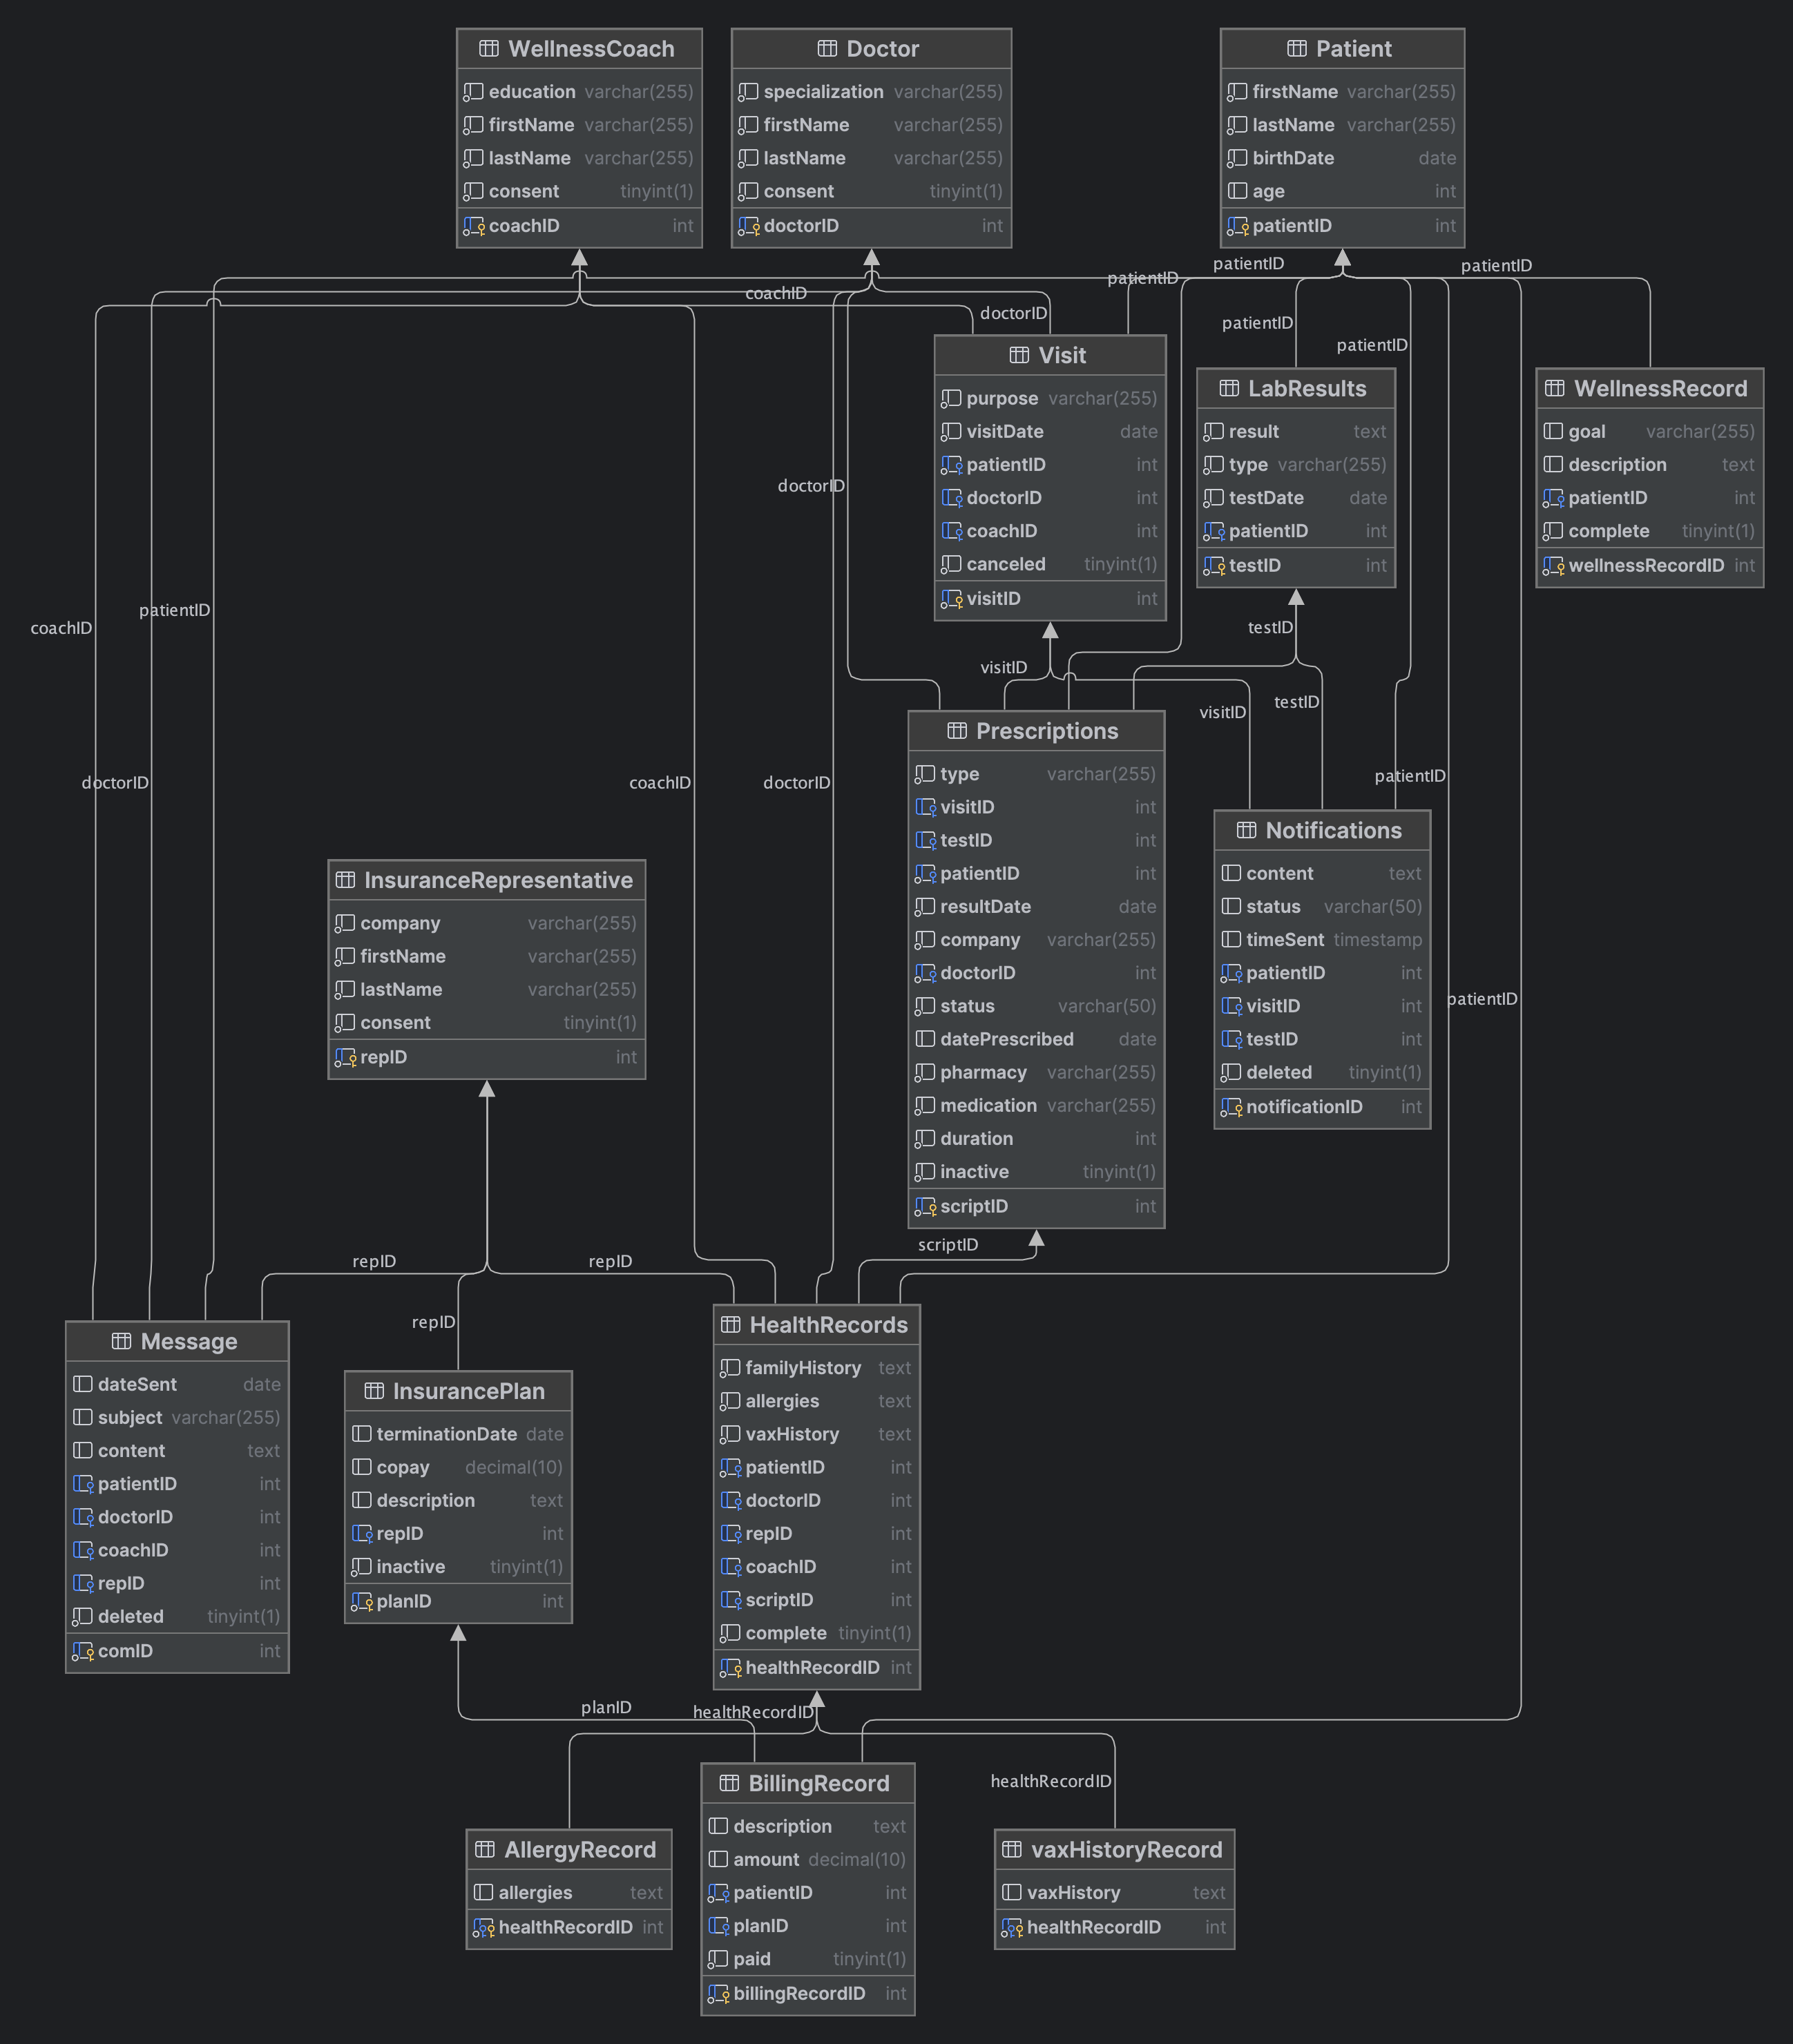 WellnessCoach
education varchar(255)
firstName varchar(255)
lastName varchar(255)
consent tinyint(1)
coachID int
Doctor
specialization varchar(255)
firstName varchar(255)
lastName varchar(255)
consent tinyint(1)
doctorID int
Patient
firstName varchar(255)
lastName varchar(255)
birthDate date
age int
patientID int
patientID
patientID
patientID
coachID
doctorID
patientID
patientID
Visit
purpose varchar(255)
visitDate date
patientID int
doctorID int
coachID int
canceled tinyint(1)
visitID int
LabResults
result text
type varchar(255)
testDate date
patientID int
testID int
WellnessRecord
goal varchar(255)
description text
patientID int
complete tinyint(1)
wellnessRecordID int
doctorID
patientID
coachID
testID
visitID
testID
visitID
doctorID
coachID
doctorID
patientID
Prescriptions
type varchar(255)
visitID int
testID int
patientID int
resultDate date
company varchar(255)
doctorID int
status varchar(50)
datePrescribed date
pharmacy varchar(255)
medication varchar(255)
duration int
inactive tinyint(1)
scriptID int
Notifications
content text
status varchar(50)
timeSent timestamp
patientID int
visitID int
testID int
deleted tinyint(1)
notificationID int
InsuranceRepresentative
company varchar(255)
firstName varchar(255)
lastName varchar(255)
consent tinyint(1)
repID int
patientID
scriptID
repID
repID
repID
Message
dateSent date
subject varchar(255)
content text
patientID int
doctorID int
coachID int
repID int
deleted tinyint(1)
comID int
InsurancePlan
terminationDate date
copay decimal(10)
description text
repID int
inactive tinyint(1)
planID int
HealthRecords
familyHistory text
allergies text
vaxHistory text
patientID int
doctorID int
repID int
coachID int
scriptID int
complete tinyint(1)
healthRecordID int
planID
healthRecordID
healthRecordID
AllergyRecord
allergies text
healthRecordID int
BillingRecord
description text
amount decimal(10)
patientID int
planID int
paid tinyint(1)
billingRecordID int
vaxHistoryRecord
vaxHistory text
healthRecordID int